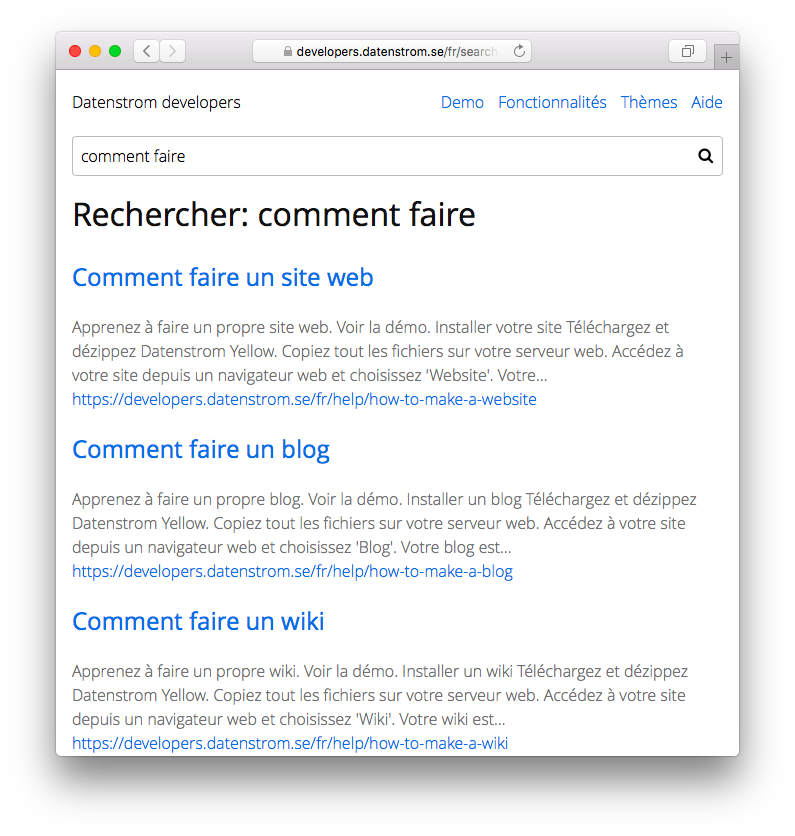 developers.datenstrom.se/fr/search
Datenstrom developers
Demo Fonctionnalités Thèmes Aide
comment faire
Rechercher: comment faire
Comment faire un site web
Apprenez à faire un propre site web. Voir la démo. Installer votre site Téléchargez et
dézippez Datenstrom Yellow. Copiez tout les fichiers sur votre serveur web. Accédez à
votre site depuis un navigateur web et choisissez 'Website'. Votre...
https://developers.datenstrom.se/fr/help/how-to-make-a-website
Comment faire un blog
Apprenez à faire un propre blog. Voir la démo. Installer un blog Téléchargez et dézippez
Datenstrom Yellow. Copiez tout les fichiers sur votre serveur web. Accédez à votre site
depuis un navigateur web et choisissez 'Blog'. Votre blog est...
https://developers.datenstrom.se/fr/help/how-to-make-a-blog
Comment faire un wiki
Apprenez à faire un propre wiki. Voir la démo. Installer un wiki Téléchargez et dézippez
Datenstrom Yellow. Copiez tout les fichiers sur votre serveur web. Accédez à votre site
depuis un navigateur web et choisissez 'Wiki'. Votre wiki est...
https://developers.datenstrom.se/fr/help/how-to-make-a-wiki